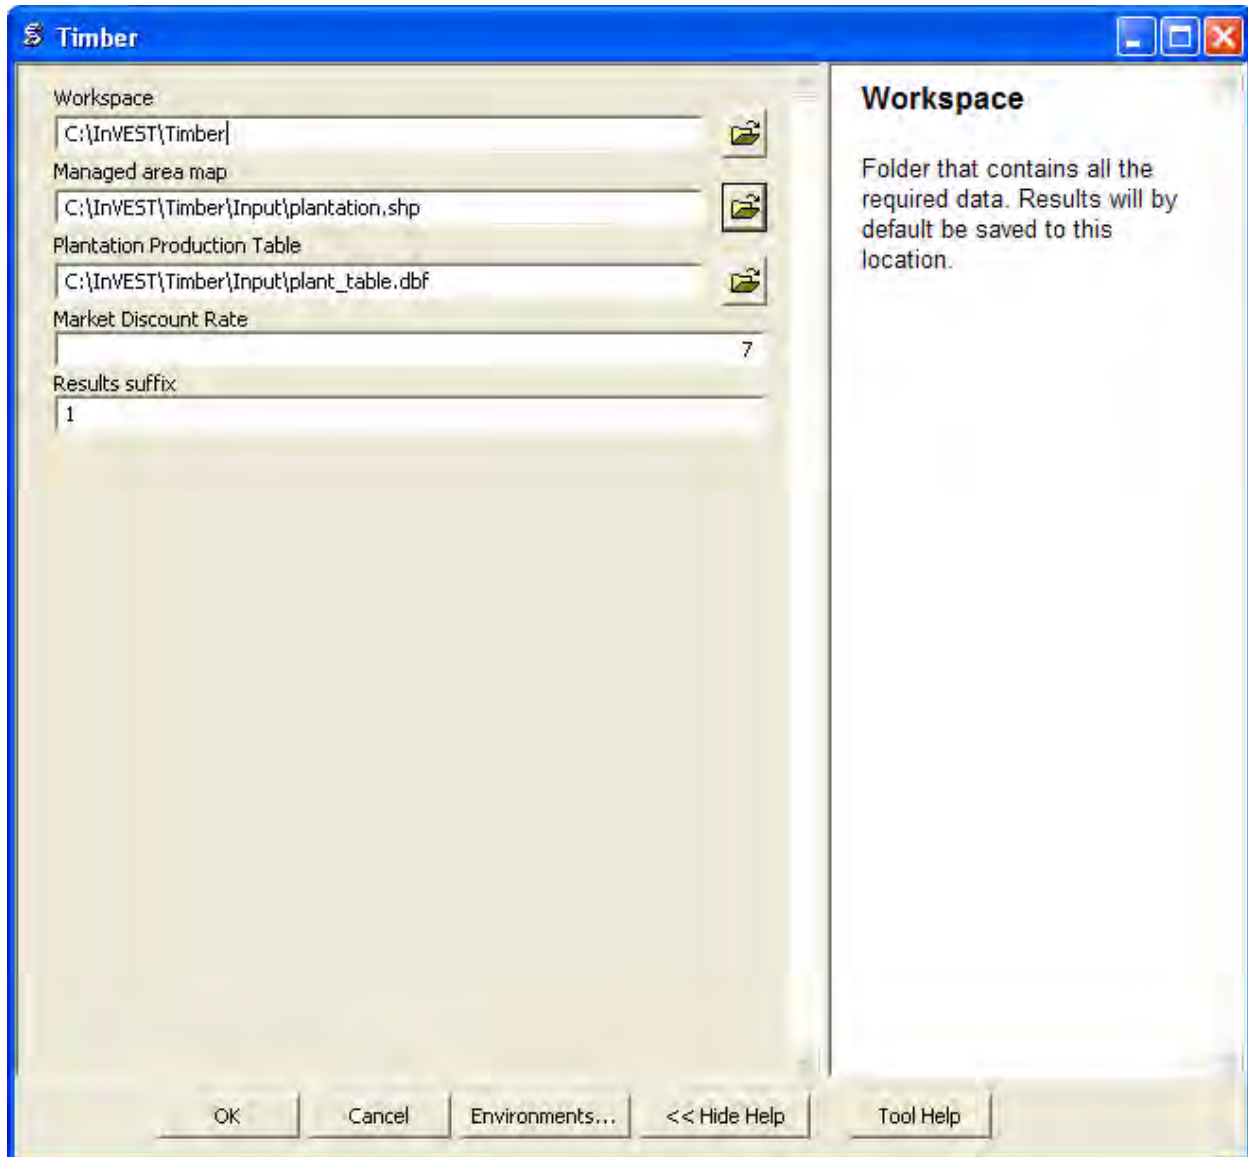 Timber
Workspace
C:\InVEST\Timber
Managed area map
C:\InVEST\Timber\Input\plantation.shp
Plantation Production Table
C:\InVEST\Timber\Input\plant_table.dbf
Market Discount Rate
7
Results suffix
1
Workspace
Folder that contains all the
required data. Results will by
default be saved to this
location.
OK
Cancel
Environments...
<< Hide Help
Tool Help